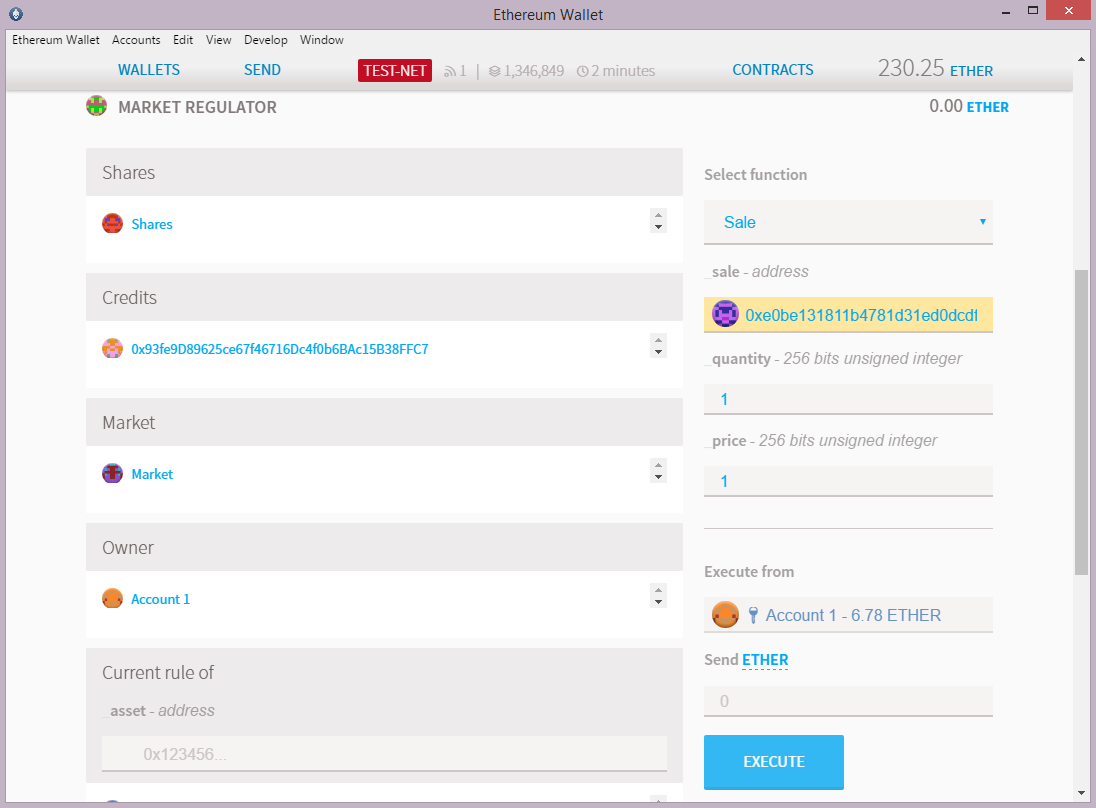 Ethereum Wallet
Ethereum Wallet Accounts Edit View Develop Window
WALLETS SEND TEST-NET 1 | 1,346,849 2 minutes CONTRACTS 230.25 ETHER
MARKET REGULATOR 0.00 ETHER
Shares
Shares
Credits
0x93fe9D89625ce67f46716Dc4f0b6BAc15B38FFC7
Market
Market
Owner
Account 1
Current rule of
_asset - address
0x123456...
Select function
Sale
_sale - address
0xe0be131811b4781d31ed0dcdf
_quantity - 256 bits unsigned integer
1
_price - 256 bits unsigned integer
1
Execute from
Account 1 - 6.78 ETHER
Send ETHER
0
EXECUTE